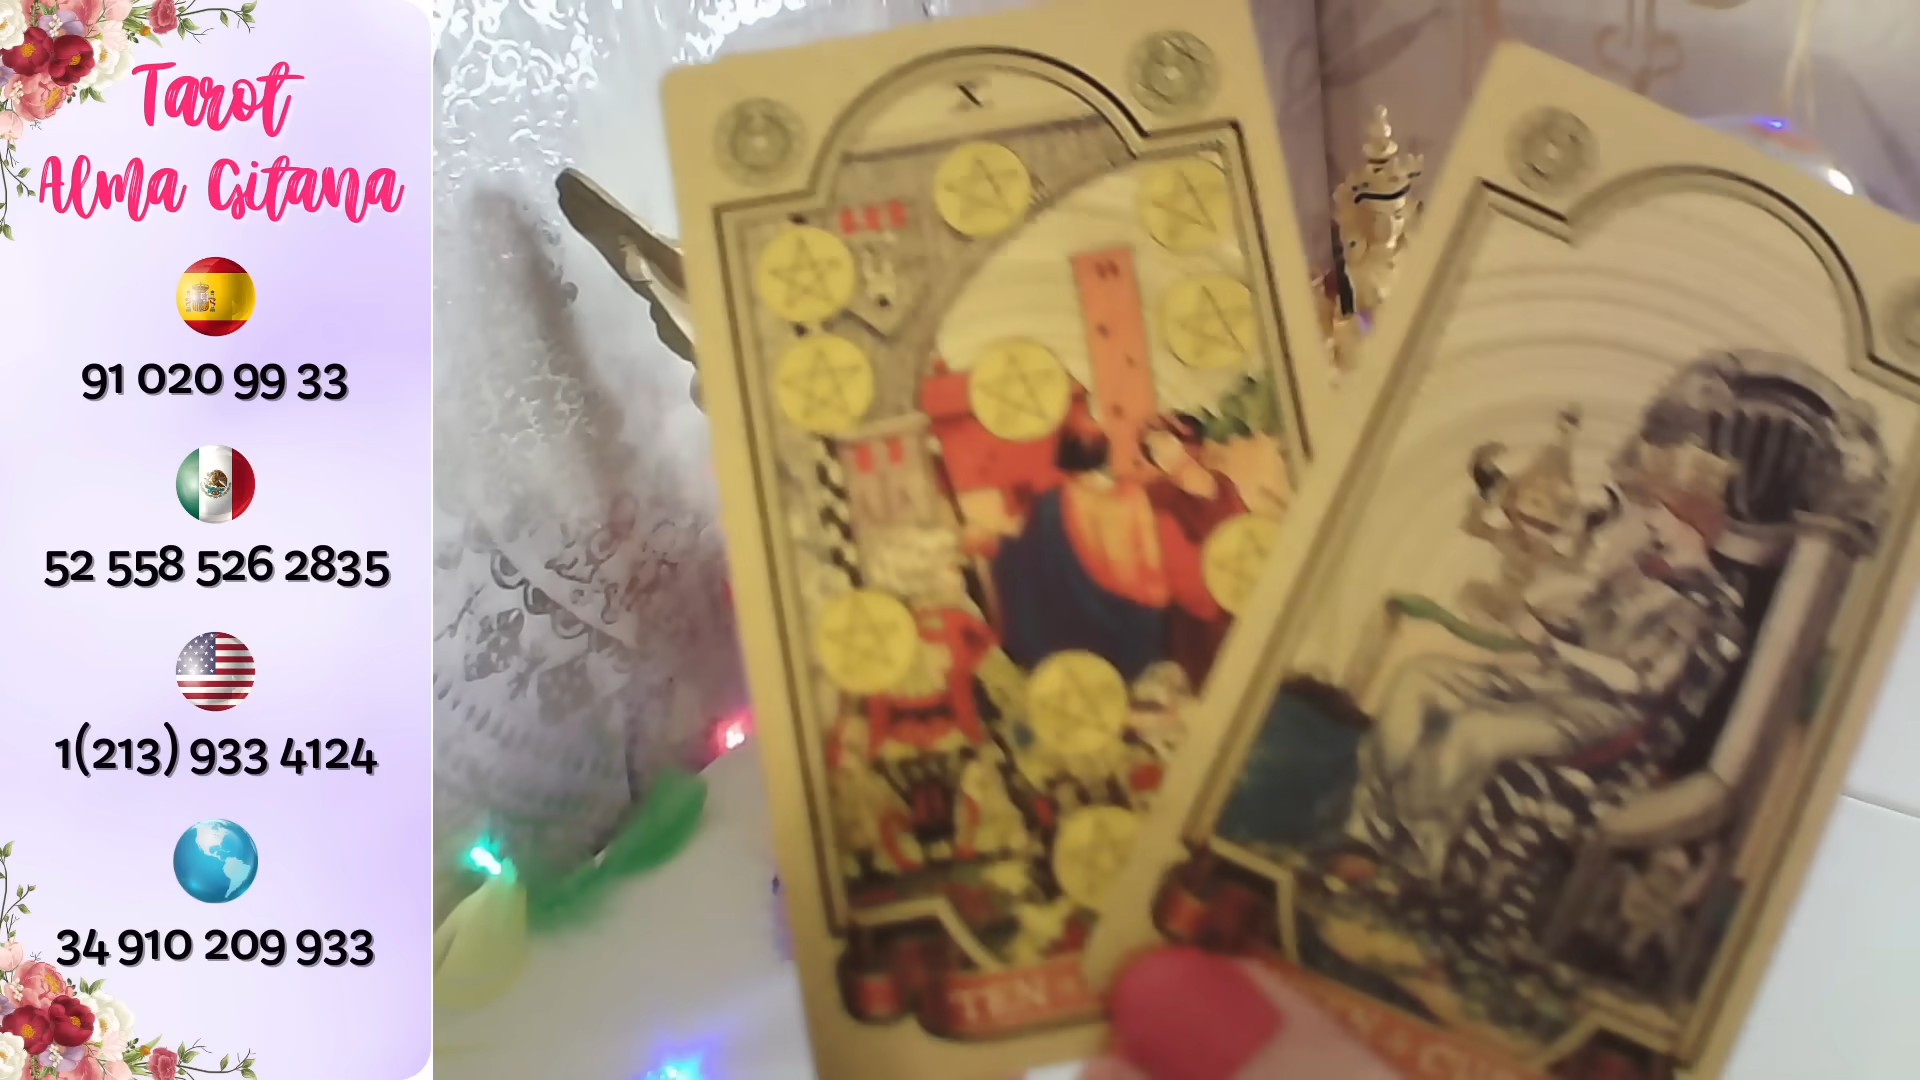 Tarot
Alma Gitana
91 020 99 33
52 558 526 2835
1(213) 933 4124
34 910 209 933
X
TEN